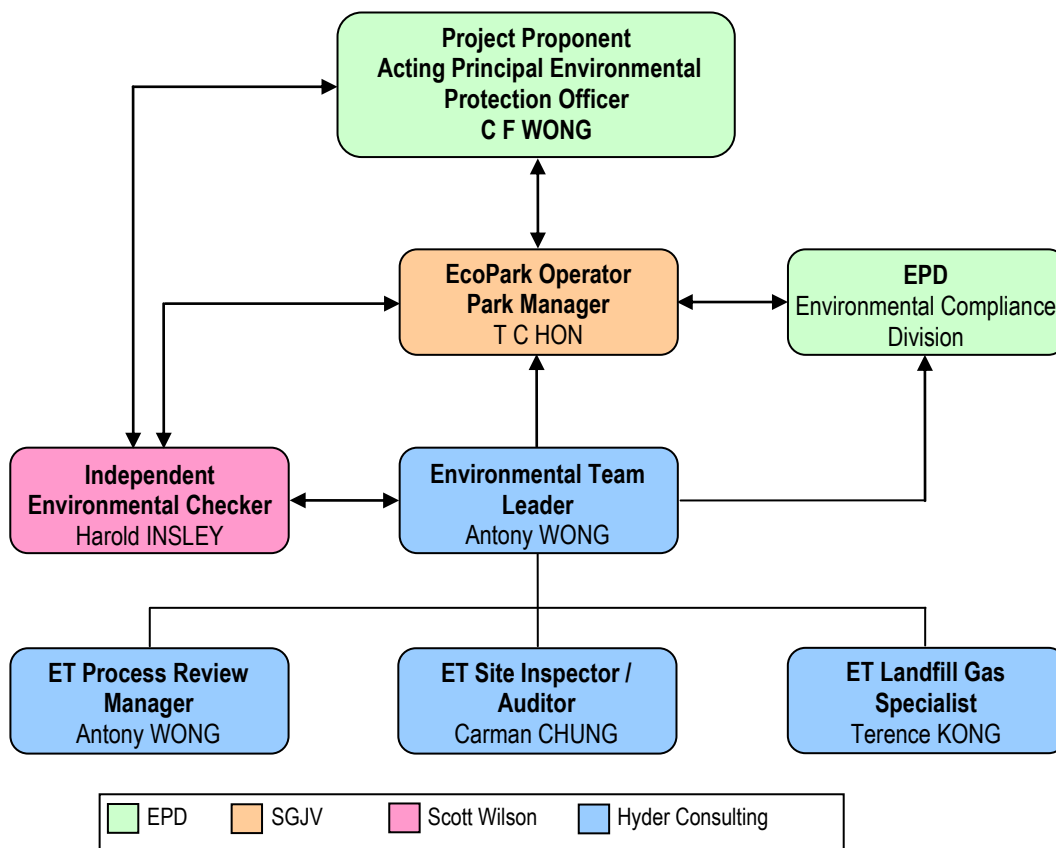 Project Proponent
Acting Principal Environmental
Protection Officer
C F WONG
EcoPark Operator
Park Manager
T C HON
EPD
Environmental Compliance
Division
Independent
Environmental Checker
Harold INSLEY
Environmental Team
Leader
Antony WONG
ET Process Review
Manager
Antony WONG
ET Site Inspector /
Auditor
Carman CHUNG
ET Landfill Gas
Specialist
Terence KONG
EPD SGJV Scott Wilson Hyder Consulting